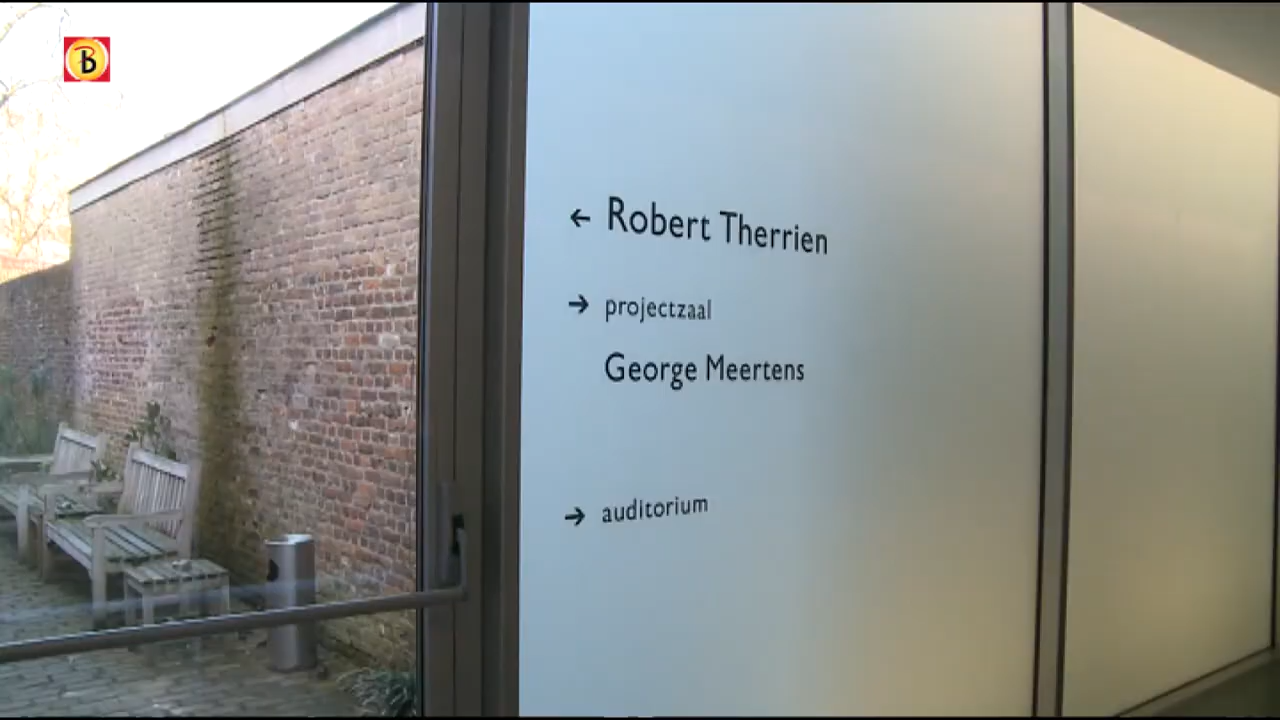 B
← Robert Therrien
→ projectzaal
George Meertens
→ auditorium